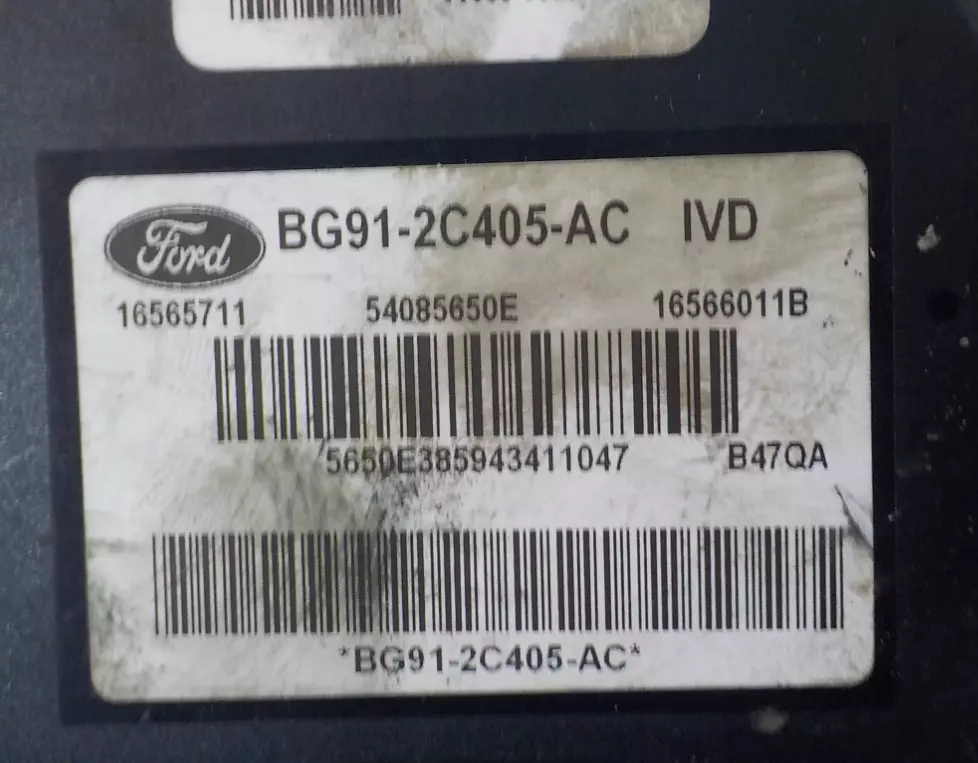 Ford BG91-2C405-AC IVD
16565711 54085650E 16566011B
5650E385943411047 B47QA
*BG91-2C405-AC*